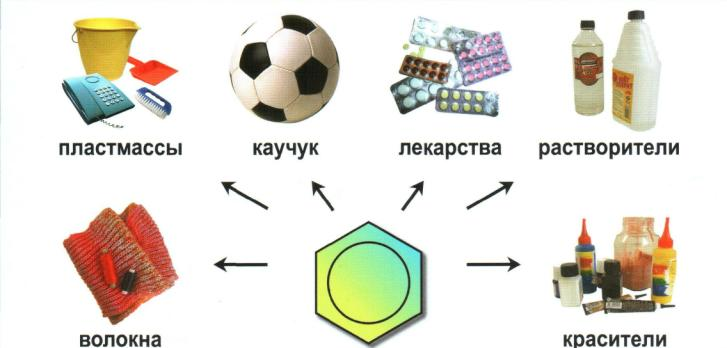 пластмассы
каучук
лекарства
растворители
волокна
красители